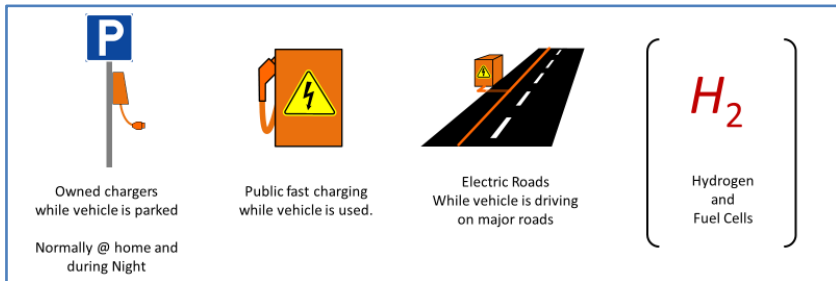 P
Owned chargers
while vehicle is parked
Normally @ home and
during Night
Public fast charging
while vehicle is used.
Electric Roads
While vehicle is driving
on major roads
H₂
Hydrogen
and
Fuel Cells